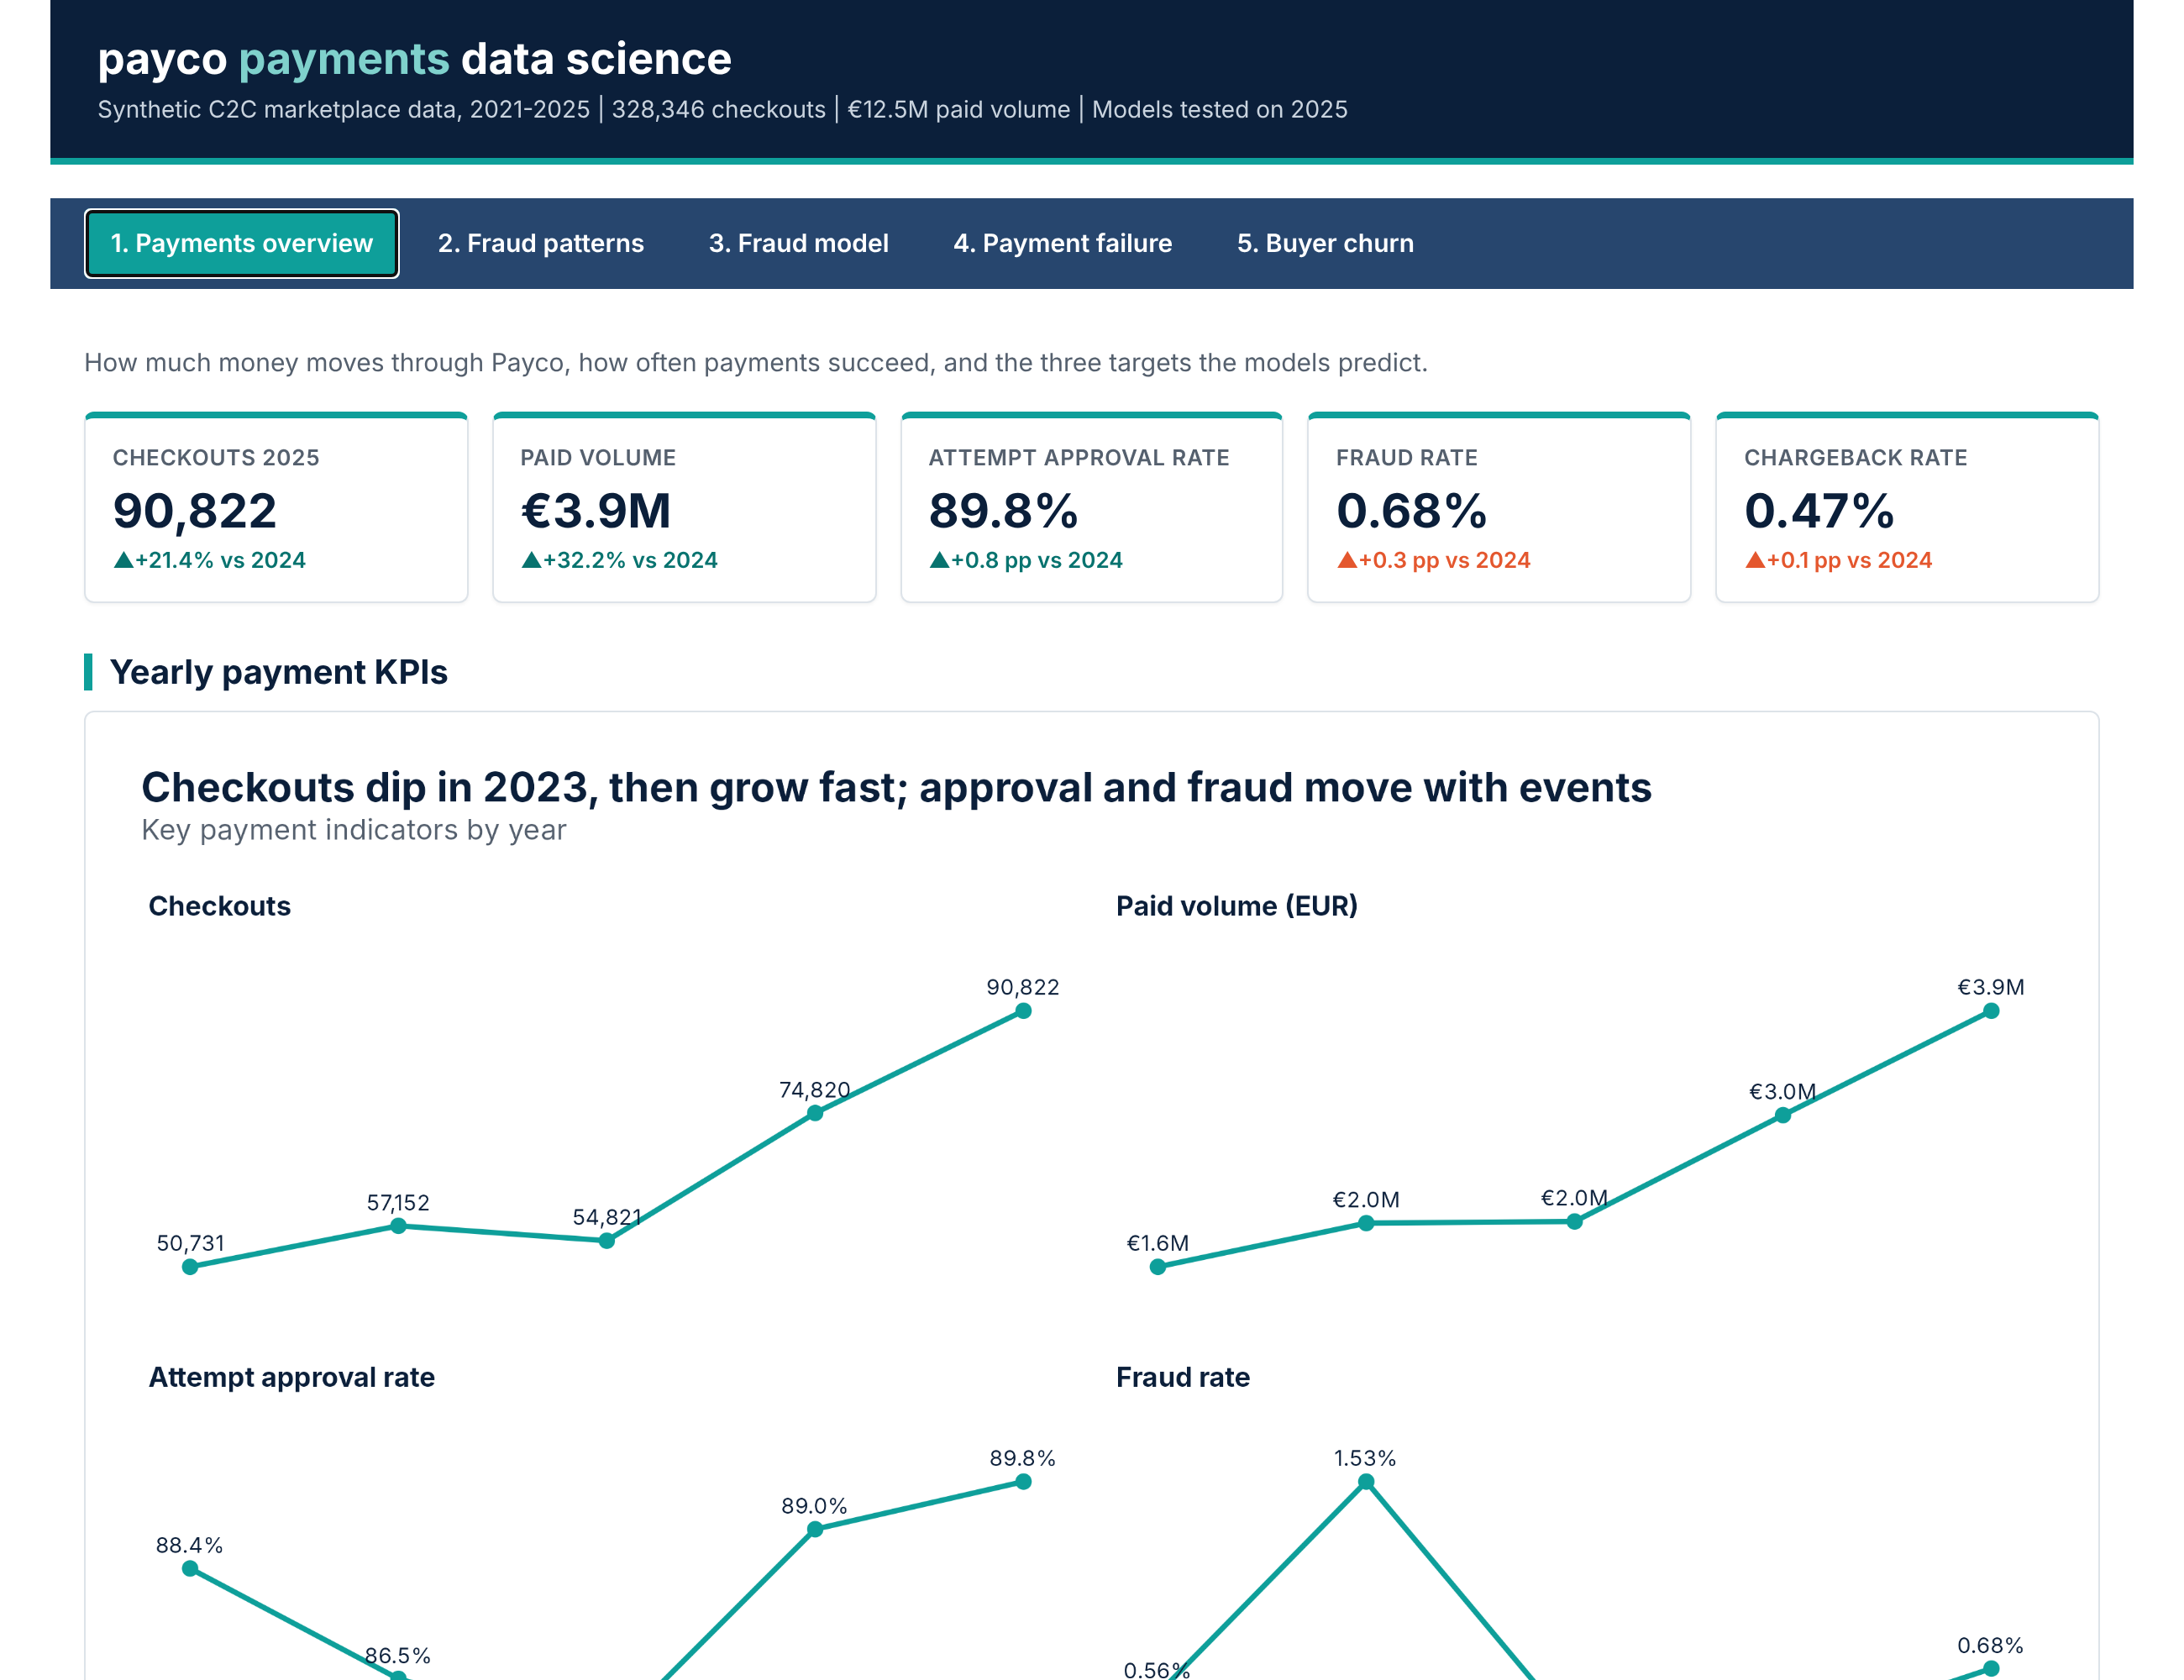 payco payments data science
Synthetic C2C marketplace data, 2021-2025 | 328,346 checkouts | €12.5M paid volume | Models tested on 2025
1. Payments overview
2. Fraud patterns
3. Fraud model
4. Payment failure
5. Buyer churn
How much money moves through Payco, how often payments succeed, and the three targets the models predict.
CHECKOUTS 2025
90,822
▲+21.4% vs 2024
PAID VOLUME
€3.9M
▲+32.2% vs 2024
ATTEMPT APPROVAL RATE
89.8%
▲+0.8 pp vs 2024
FRAUD RATE
0.68%
▲+0.3 pp vs 2024
CHARGEBACK RATE
0.47%
▲+0.1 pp vs 2024
Yearly payment KPIs
Checkouts dip in 2023, then grow fast; approval and fraud move with events
Key payment indicators by year
Checkouts
50,731
57,152
54,821
74,820
90,822
Paid volume (EUR)
€1.6M
€2.0M
€2.0M
€3.0M
€3.9M
Attempt approval rate
88.4%
86.5%
89.0%
89.8%
Fraud rate
0.56%
1.53%
0.68%